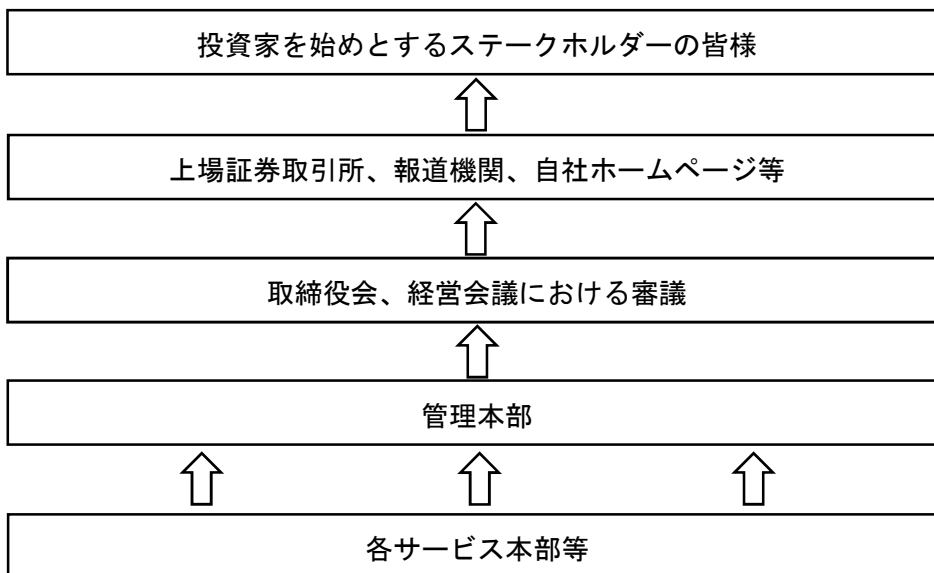 投資家を始めとするステークホルダーの皆様
上場証券取引所、報道機関、自社ホームページ等
取締役会、経営会議における審議
管理本部
各サービス本部等